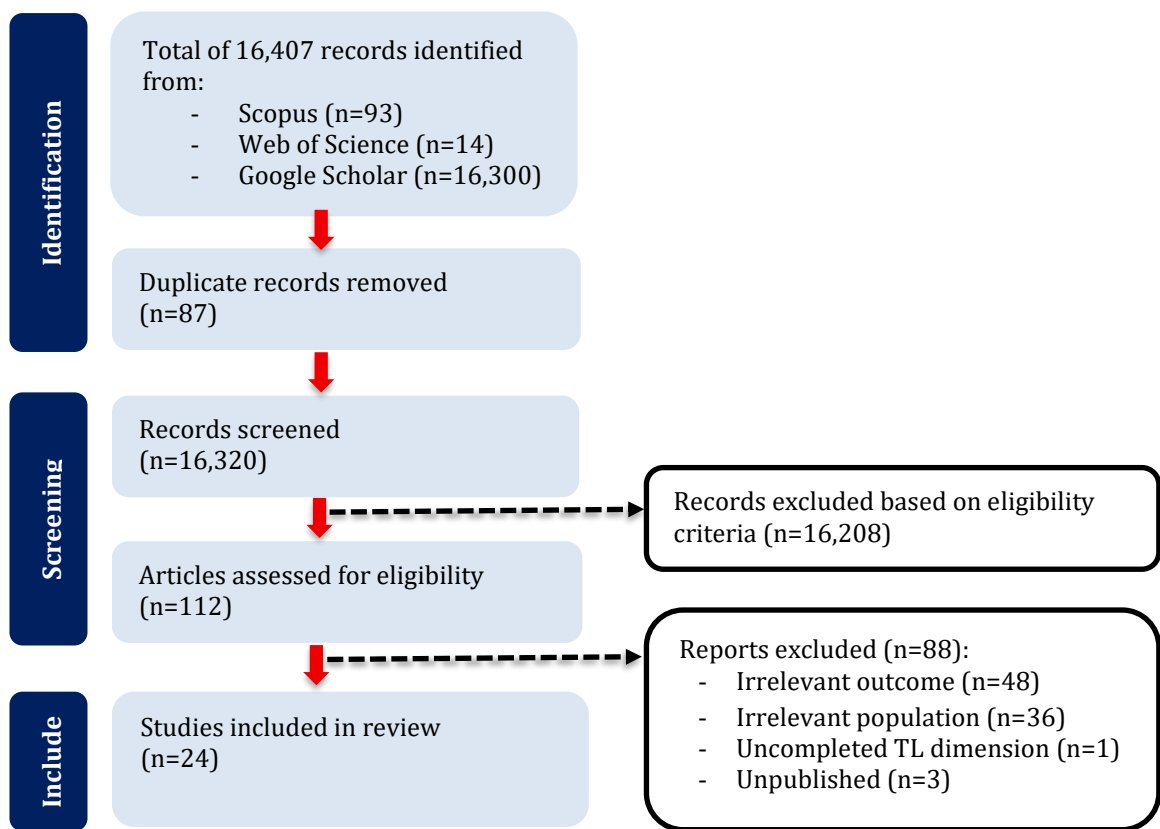 Identification
Total of 16,407 records identified
from:
- Scopus (n=93)
- Web of Science (n=14)
- Google Scholar (n=16,300)
Duplicate records removed
(n=87)
Screening
Records screened
(n=16,320)
Records excluded based on eligibility
criteria (n=16,208)
Articles assessed for eligibility
(n=112)
Reports excluded (n=88):
- Irrelevant outcome (n=48)
- Irrelevant population (n=36)
- Uncompleted TL dimension (n=1)
- Unpublished (n=3)
Include
Studies included in review
(n=24)